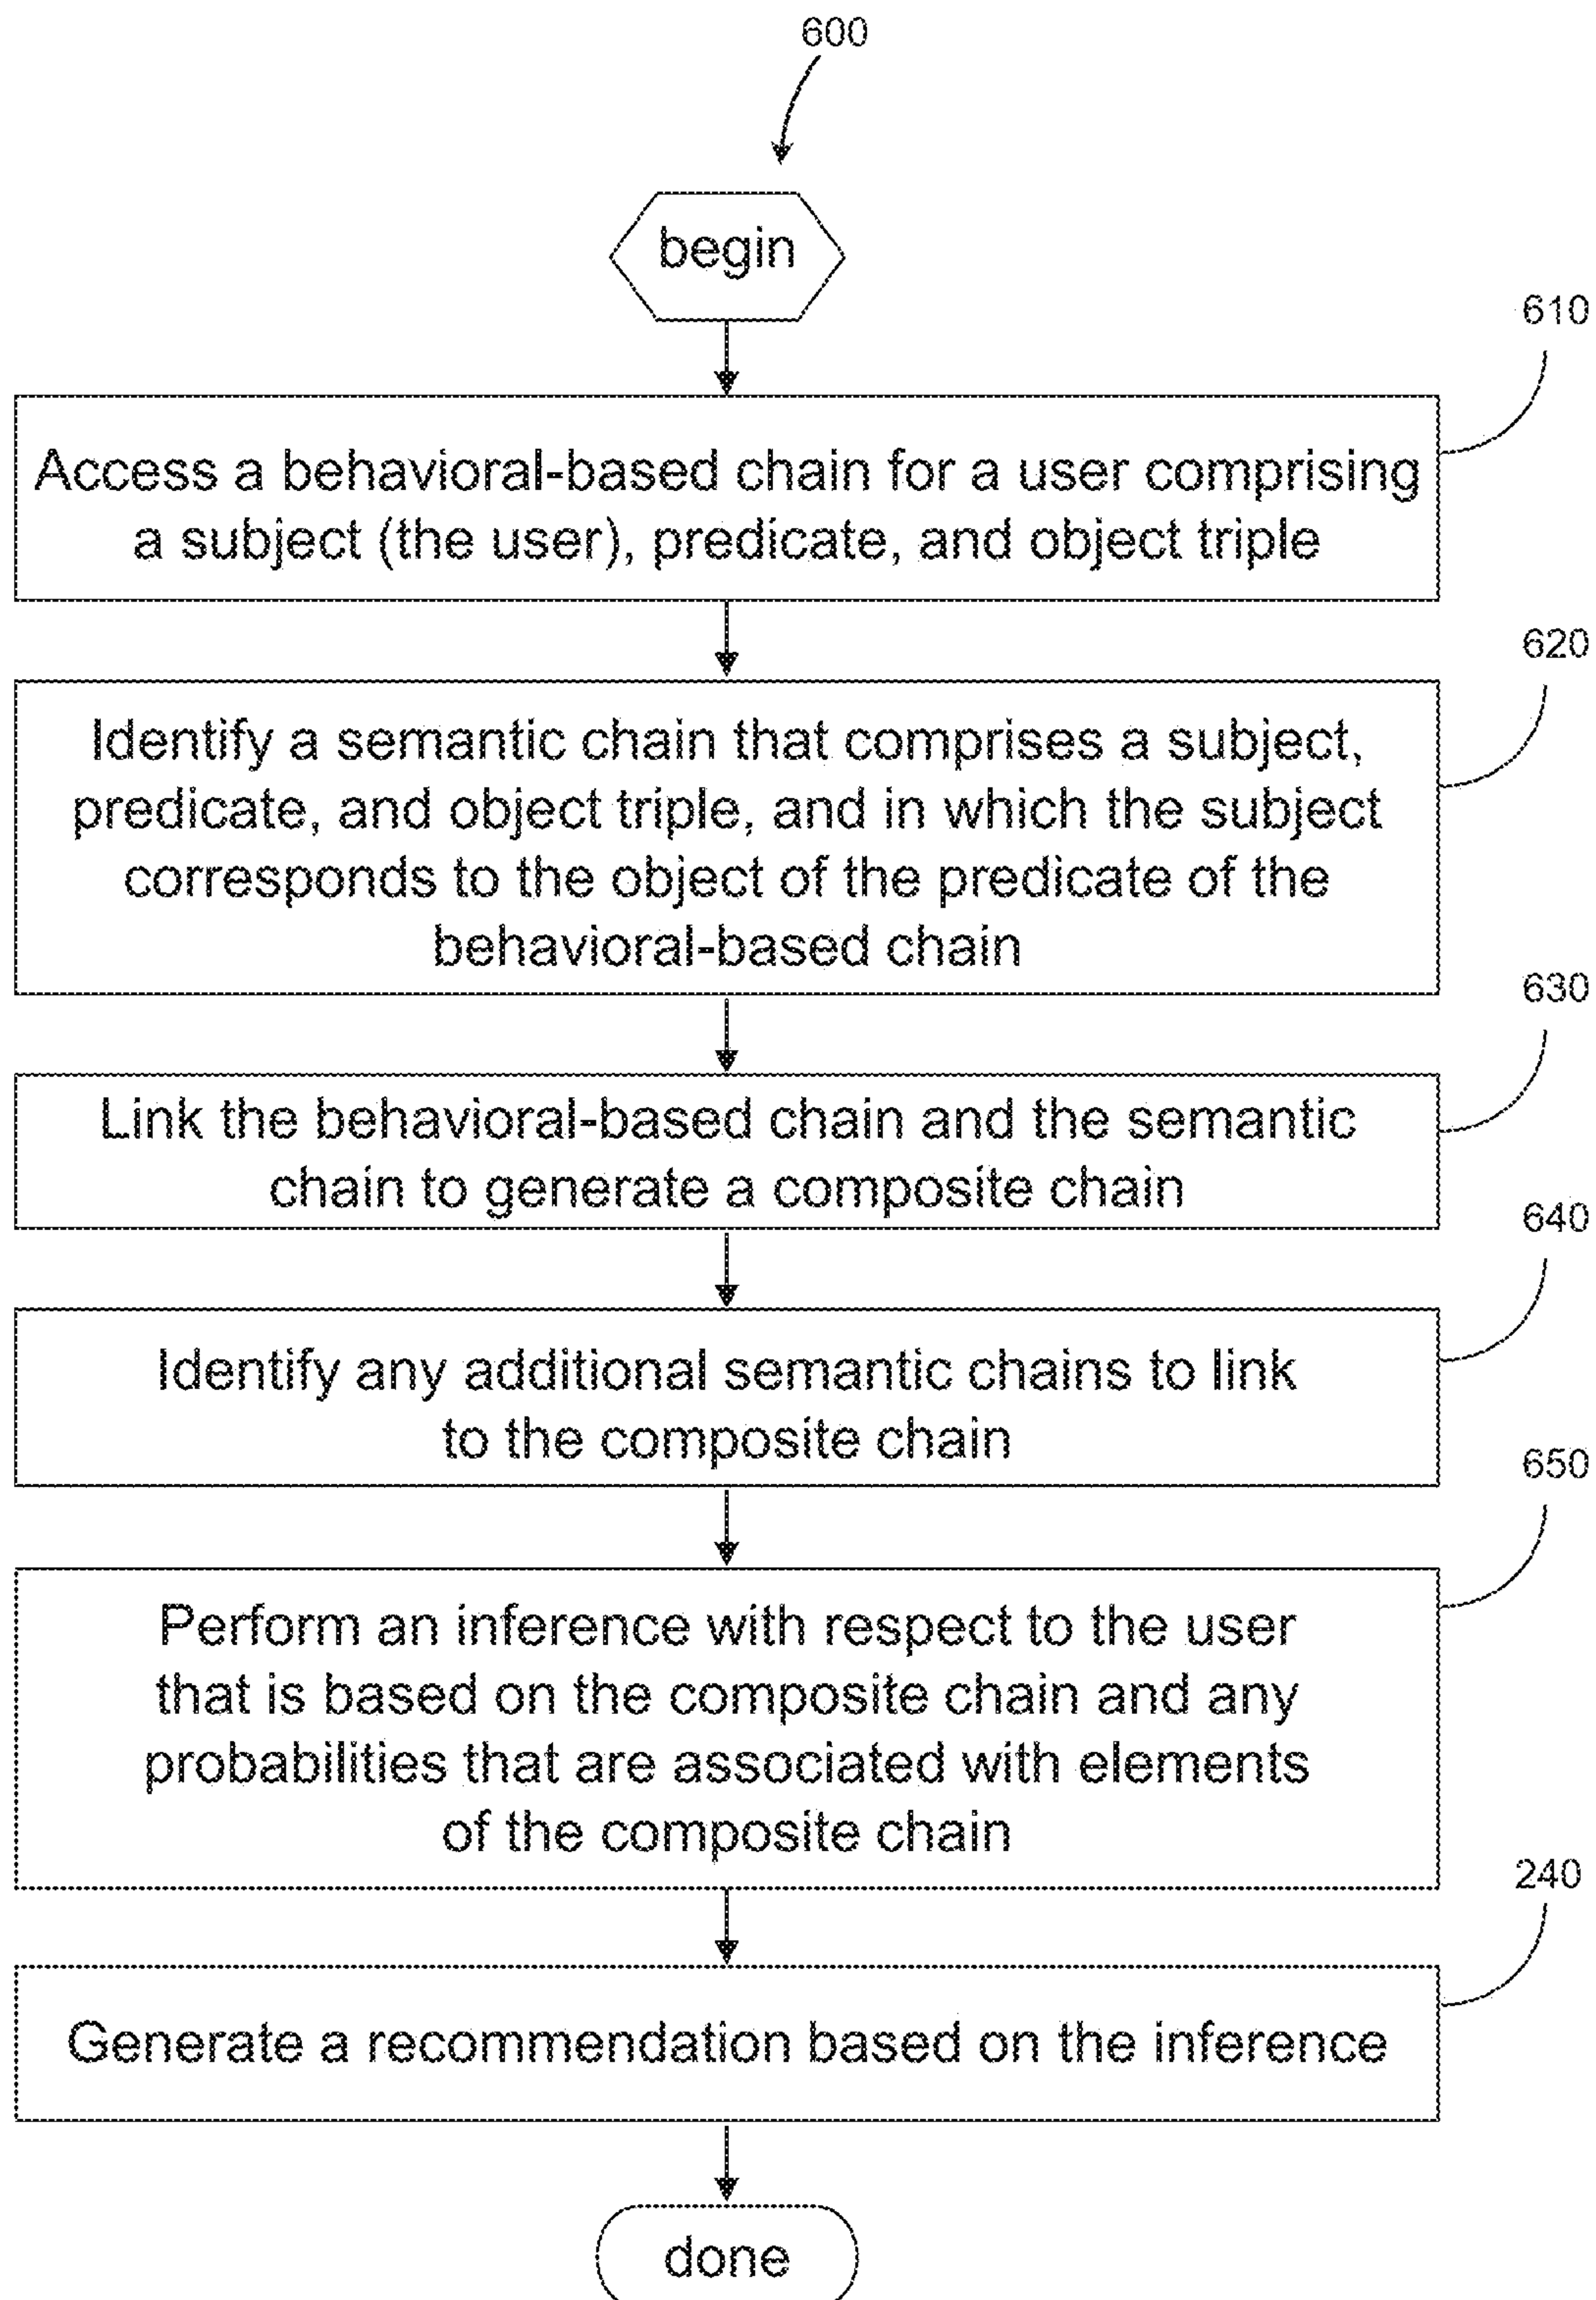 600
begin
610
Access a behavioral-based chain for a user comprising
a subject (the user), predicate, and object triple
620
Identify a semantic chain that comprises a subject,
predicate, and object triple, and in which the subject
corresponds to the object of the predicate of the
behavioral-based chain
630
Link the behavioral-based chain and the semantic
chain to generate a composite chain
640
Identify any additional semantic chains to link
to the composite chain
650
Perform an inference with respect to the user
that is based on the composite chain and any
probabilities that are associated with elements
of the composite chain
240
Generate a recommendation based on the inference
done